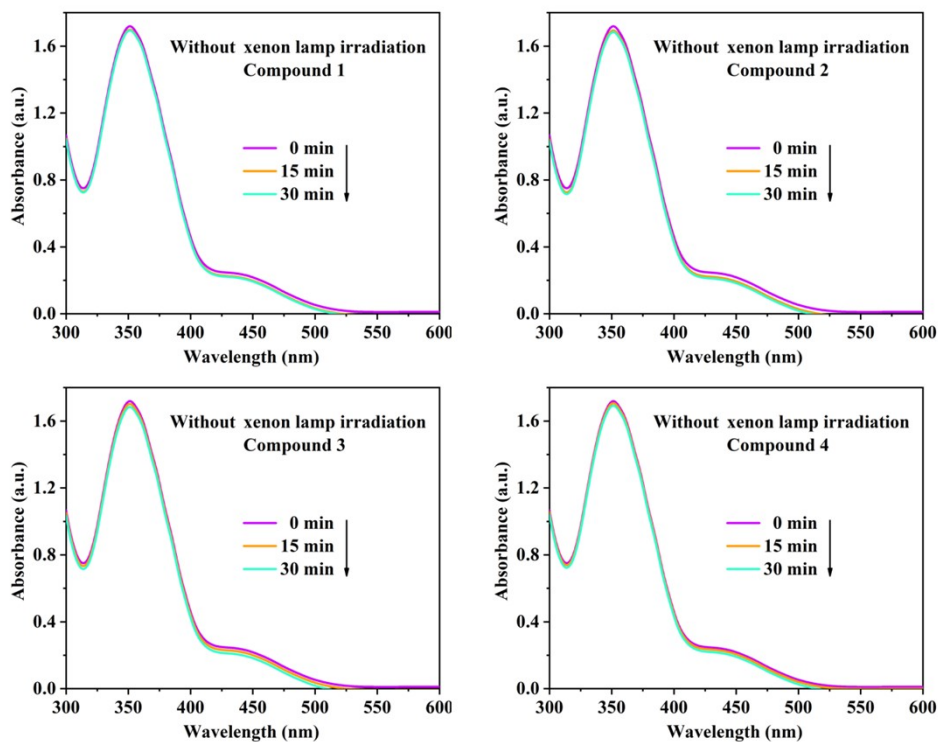 Without xenon lamp irradiation
Compound 1
0 min
15 min
30 min
Absorbance (a.u.)
1.6
1.2
0.8
0.4
0.0
300 350 400 450 500 550 600
Wavelength (nm)
Without xenon lamp irradiation
Compound 2
0 min
15 min
30 min
Absorbance (a.u.)
1.6
1.2
0.8
0.4
0.0
300 350 400 450 500 550 600
Wavelength (nm)
Without xenon lamp irradiation
Compound 3
0 min
15 min
30 min
Absorbance (a.u.)
1.6
1.2
0.8
0.4
0.0
300 350 400 450 500 550 600
Wavelength (nm)
Without xenon lamp irradiation
Compound 4
0 min
15 min
30 min
Absorbance (a.u.)
1.6
1.2
0.8
0.4
0.0
300 350 400 450 500 550 600
Wavelength (nm)